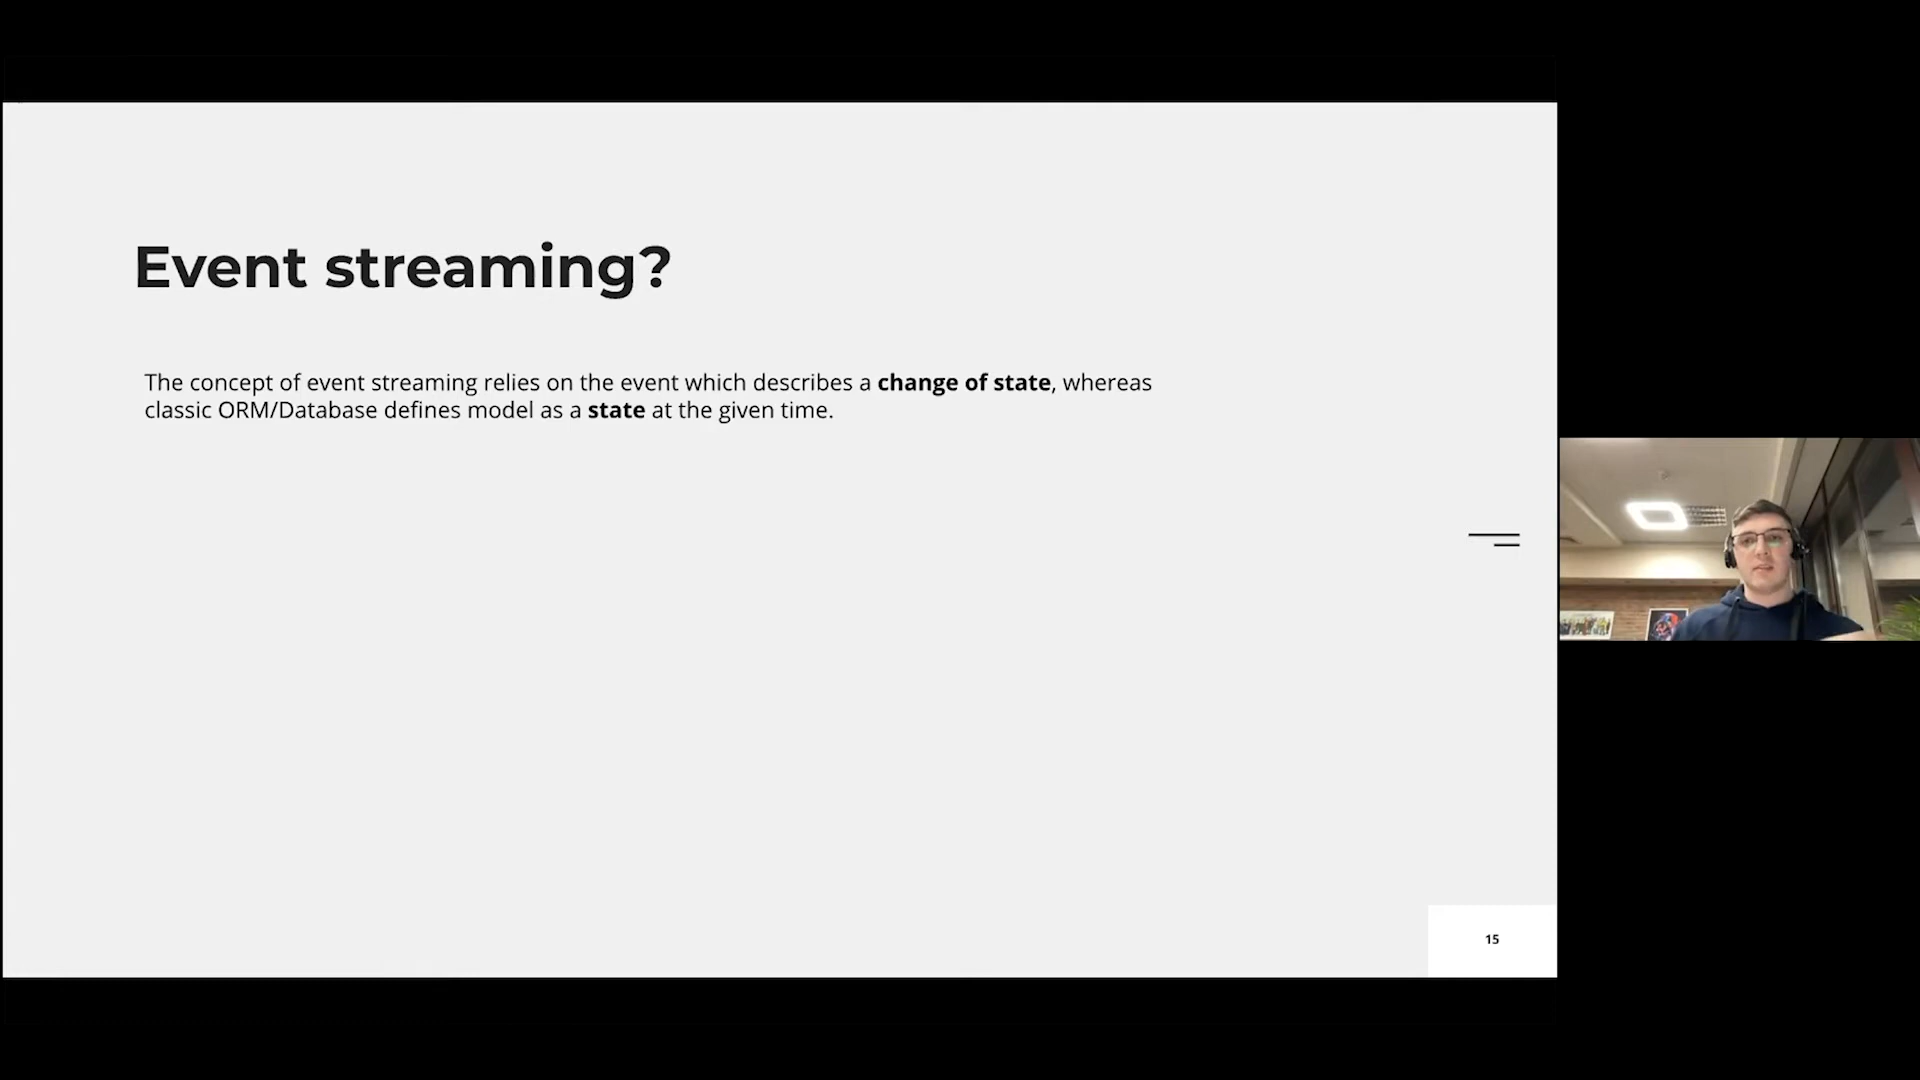 Event streaming?
The concept of event streaming relies on the event which describes a change of state, whereas
classic ORM/Database defines model as a state at the given time.
15